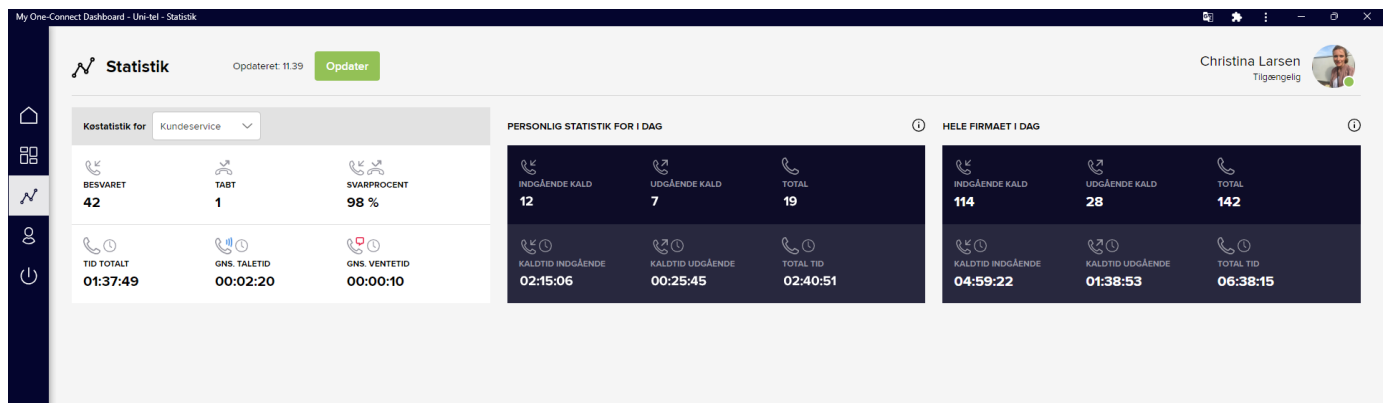 My One-Connect Dashboard - Uni-tel - Statistik
Statistik
Opdateret: 11.39
Opdater
Christina Larsen
Tilgængelig
Køstatistik for
Kundeservice
BESVARET
42
TABT
1
SVARPROCENT
98 %
TID TOTALT
01:37:49
GNS. TALETID
00:02:20
GNS. VENTETID
00:00:10
PERSONLIG STATISTIK FOR I DAG
INDGÅENDE KALD
12
UDGÅENDE KALD
7
TOTAL
19
KALDTID INDGÅENDE
02:15:06
KALDTID UDGÅENDE
00:25:45
TOTAL TID
02:40:51
HELE FIRMAET I DAG
INDGÅENDE KALD
114
UDGÅENDE KALD
28
TOTAL
142
KALDTID INDGÅENDE
04:59:22
KALDTID UDGÅENDE
01:38:53
TOTAL TID
06:38:15